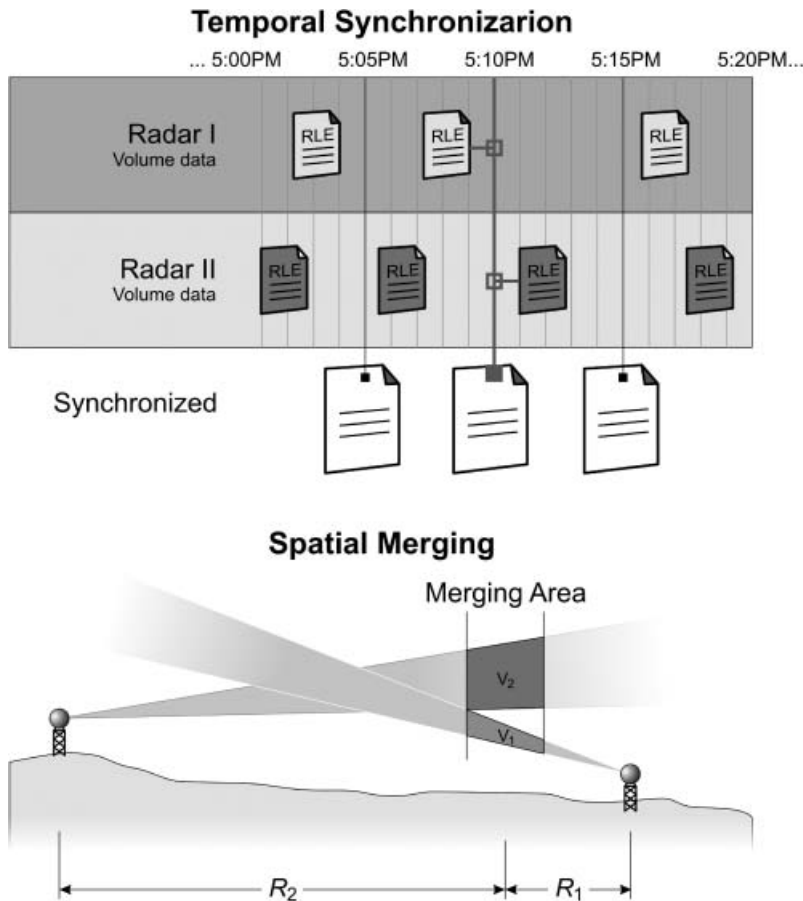 Temporal Synchronizarion
... 5:00PM 5:05PM 5:10PM 5:15PM 5:20PM...
Radar I
Volume data
RLE RLE RLE
Radar II
Volume data
RLE RLE RLE RLE
Synchronized
Spatial Merging
Merging Area
V2
V1
R2 R1